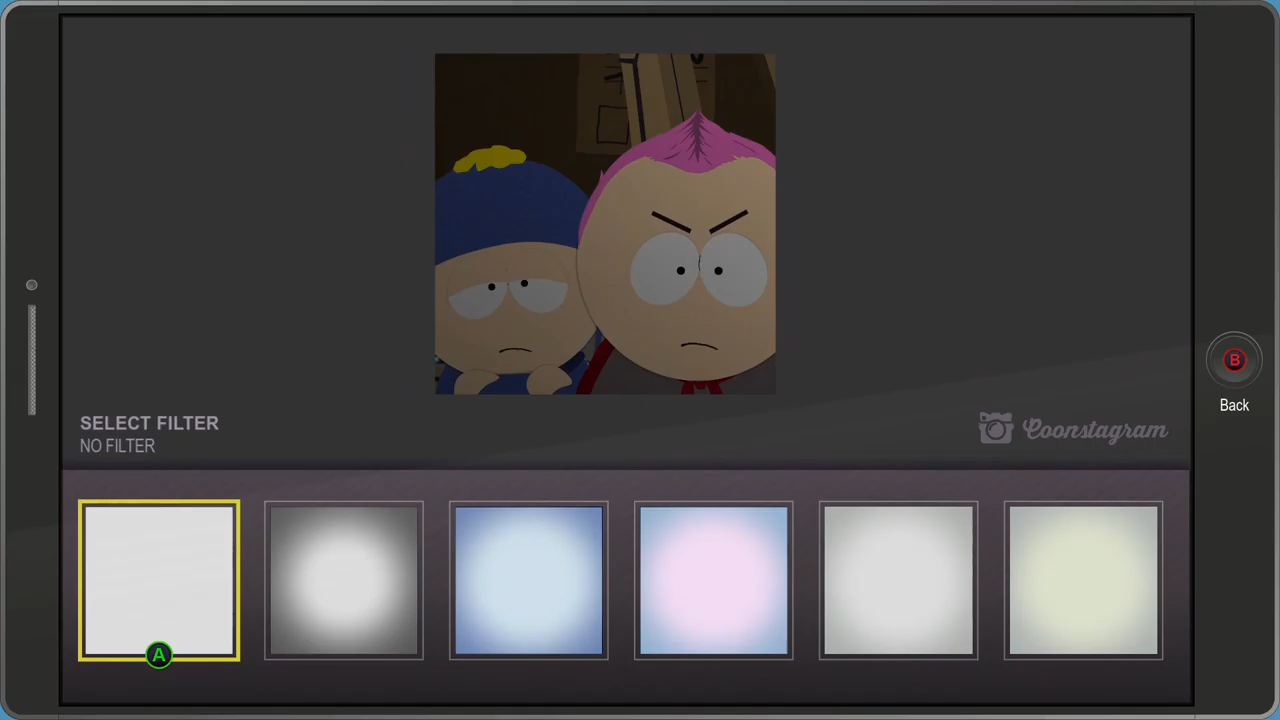 SELECT FILTER
NO FILTER
Coonstagram
B
Back
A